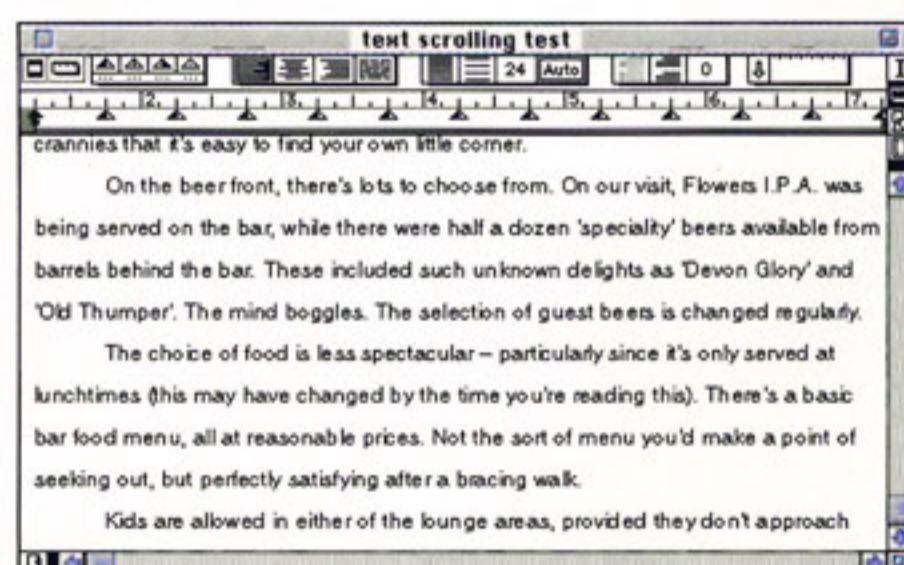 text scrolling test
24 Auto 0
2 3 4 5 6 7
crannies that it's easy to find your own little corner.
On the beer front, there's lots to choose from. On our visit, Flowers I.P.A. was
being served on the bar, while there were half a dozen 'speciality' beers available from
barrels behind the bar. These included such unknown delights as 'Devon Glory' and
'Old Thumper'. The mind boggles. The selection of guest beers is changed regularly.
The choice of food is less spectacular – particularly since it's only served at
lunchtimes (this may have changed by the time you're reading this). There's a basic
bar food menu, all at reasonable prices. Not the sort of menu you'd make a point of
seeking out, but perfectly satisfying after a bracing walk.
Kids are allowed in either of the lounge areas, provided they don't approach